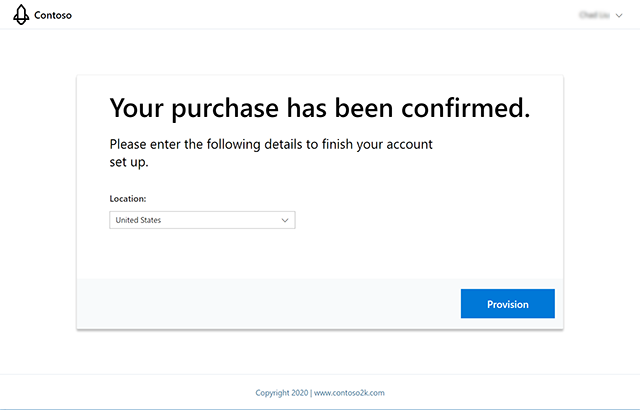 Contoso
Your purchase has been confirmed.
Please enter the following details to finish your account
set up.
Location:
United States
Provision
Copyright 2020 | www.contoso2k.com